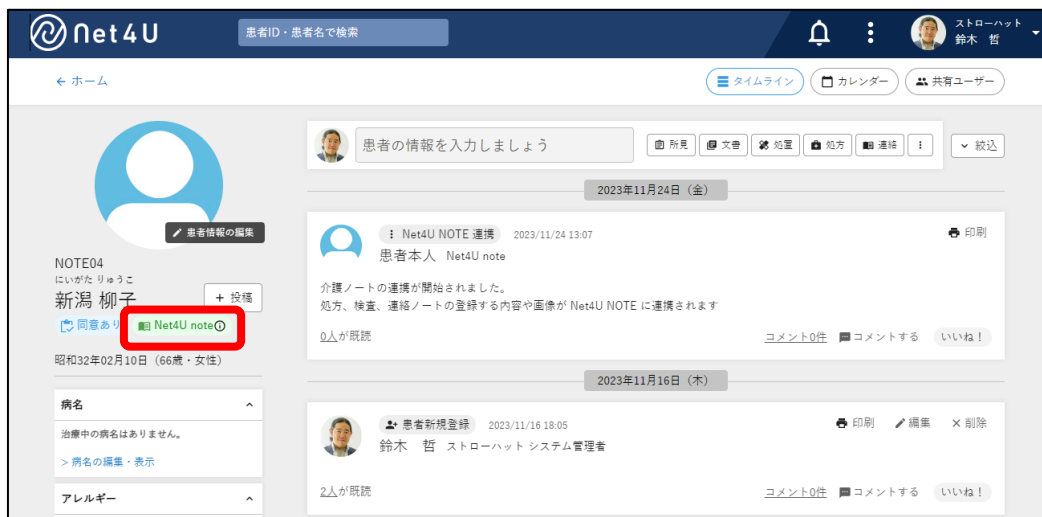 Net4U
患者ID・患者名で検索
ストローハット
鈴木 哲
← ホーム
タイムライン
カレンダー
共有ユーザー
患者の情報を入力しましょう
所見
文書
処置
処方
連絡
絞込
2023年11月24日（金）
患者情報の編集
Net4U NOTE 連携 2023/11/24 13:07
印刷
患者本人 Net4U note
介護ノートの連携が開始されました。
処方、検査、連絡ノートの登録する内容や画像が Net4U NOTE に連携されます
0人が既読
コメント0件 コメントする いいね！
NOTE04
にいがた りゅうこ
新潟 柳子
+ 投稿
同意あり
Net4U note
昭和32年02月10日（66歳・女性）
2023年11月16日（木）
病名
治療中の病名はありません。
> 病名の編集・表示
アレルギー
患者新規登録 2023/11/16 18:05
印刷 編集 × 削除
鈴木 哲 ストローハット システム管理者
2人が既読
コメント0件 コメントする いいね！